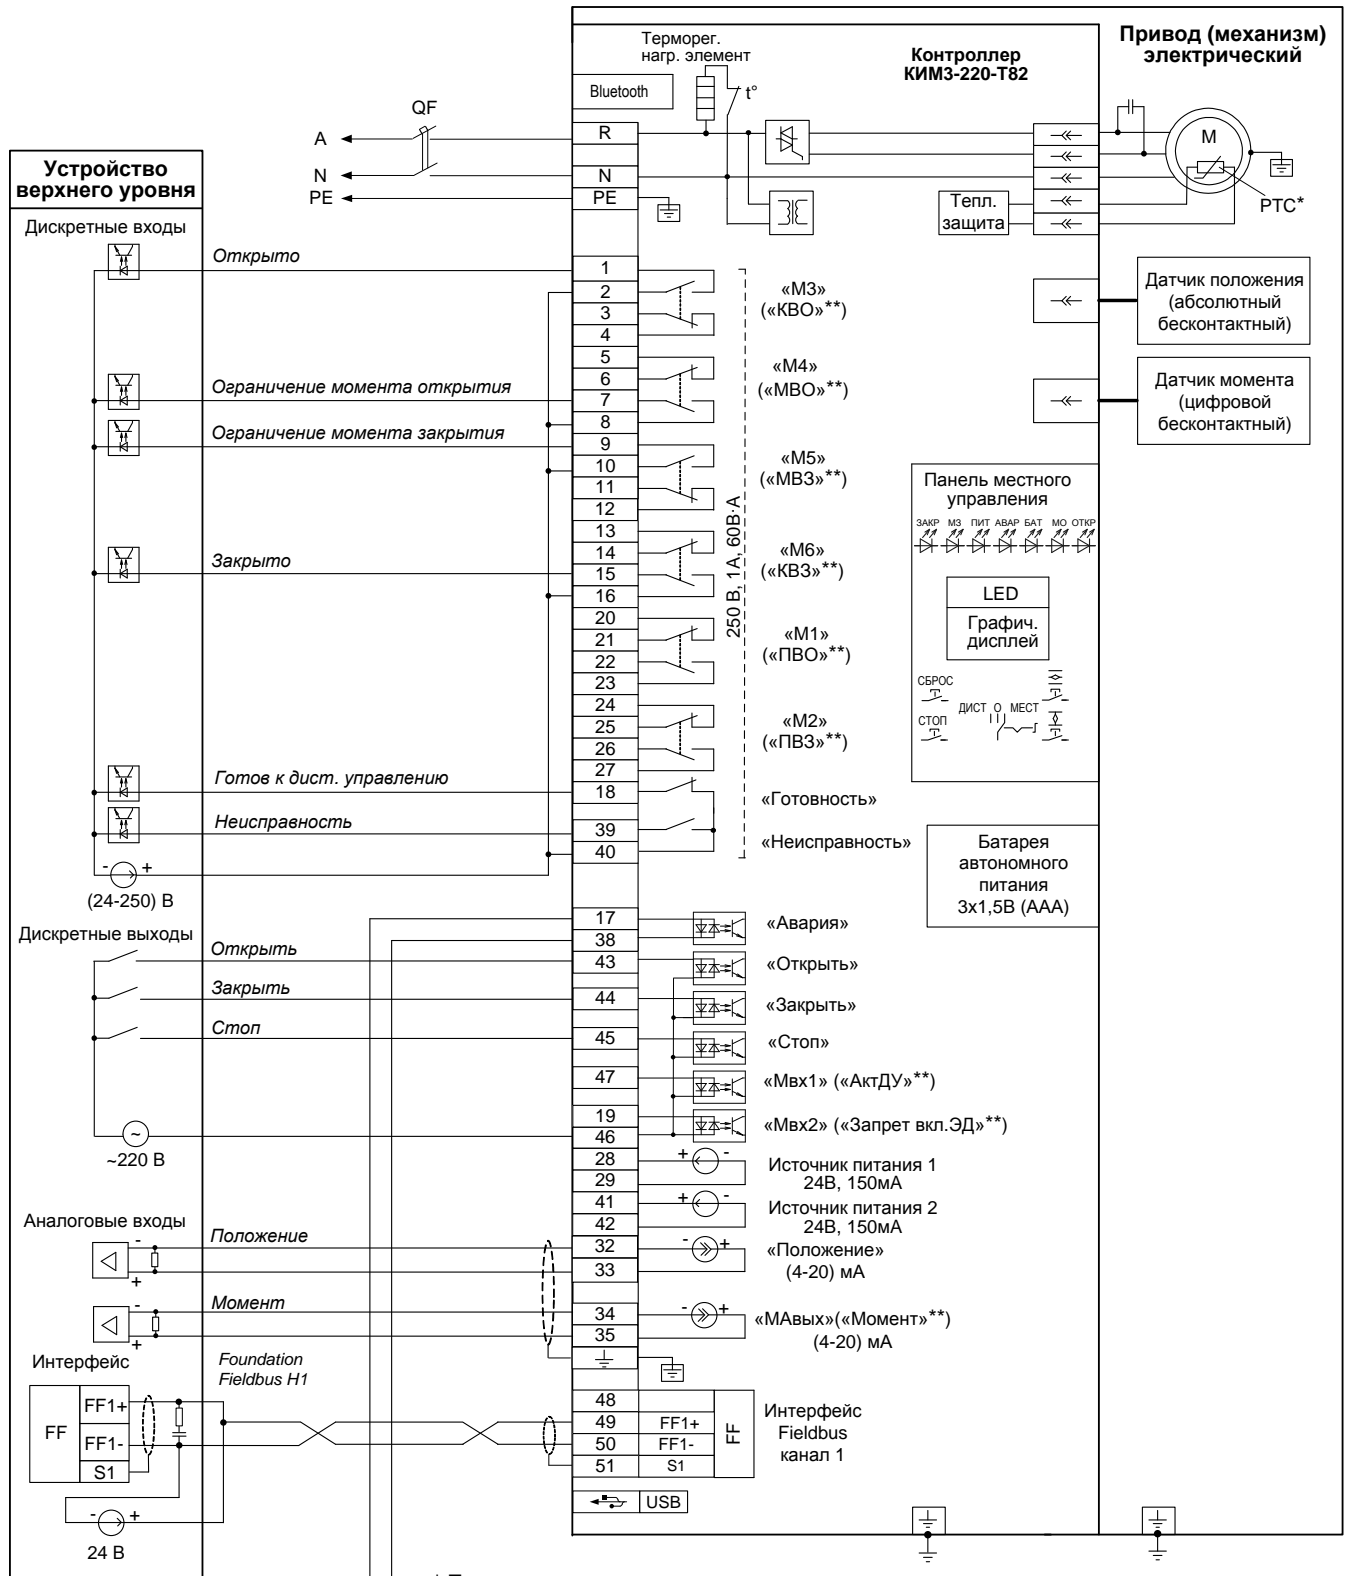 Привод (механизм)
электрический
Терморег.
нагр. элемент
Контроллер
КИМ3-220-Т82
Bluetooth
t°
QF
A
R
M
Устройство
верхнего уровня
N
N
PE
PE
Тепл.
защита
PTC*
Дискретные входы
Открыто
1
2
3
4
«М3»
(«КВО»**)
Датчик положения
(абсолютный
бесконтактный)
5
6
7
8
«М4»
(«МВО»**)
Ограничение момента открытия
Датчик момента
(цифровой
бесконтактный)
Ограничение момента закрытия
9
10
11
12
«М5»
(«МВЗ»**)
250 В, 1А, 60В·А
Панель местного
управления
ЗАКР МЗ ПИТ АВАР БАТ МО ОТКР
13
14
15
16
«М6»
(«КВЗ»**)
Закрыто
LED
Графич.
дисплей
20
21
22
23
«М1»
(«ПВО»**)
СБРОС
СТОП
ДИСТ О МЕСТ
24
25
26
27
«М2»
(«ПВЗ»**)
Готов к дист. управлению
18
«Готовность»
Неисправность
39
40
«Неисправность»
Батарея
автономного
питания
3х1,5В (ААА)
- +
(24-250) В
17
38
«Авария»
Дискретные выходы
Открыть
43
«Открыть»
Закрыть
44
«Закрыть»
Стоп
45
«Стоп»
47
«Мвх1» («АктДУ»**)
19
46
«Мвх2» («Запрет вкл.ЭД»**)
~
~220 В
28
29
+ -
Источник питания 1
24В, 150мА
41
42
+ -
Источник питания 2
24В, 150мА
Аналоговые входы
-
+
Положение
32
33
- +
«Положение»
(4-20) мА
-
+
Момент
34
35
- +
«МАвых»(«Момент»**)
(4-20) мА
Интерфейс
Foundation
Fieldbus H1
FF
FF1+
FF1-
S1
48
49
50
51
FF1+
FF1-
S1
FF
Интерфейс
Fieldbus
канал 1
USB
- +
24 В